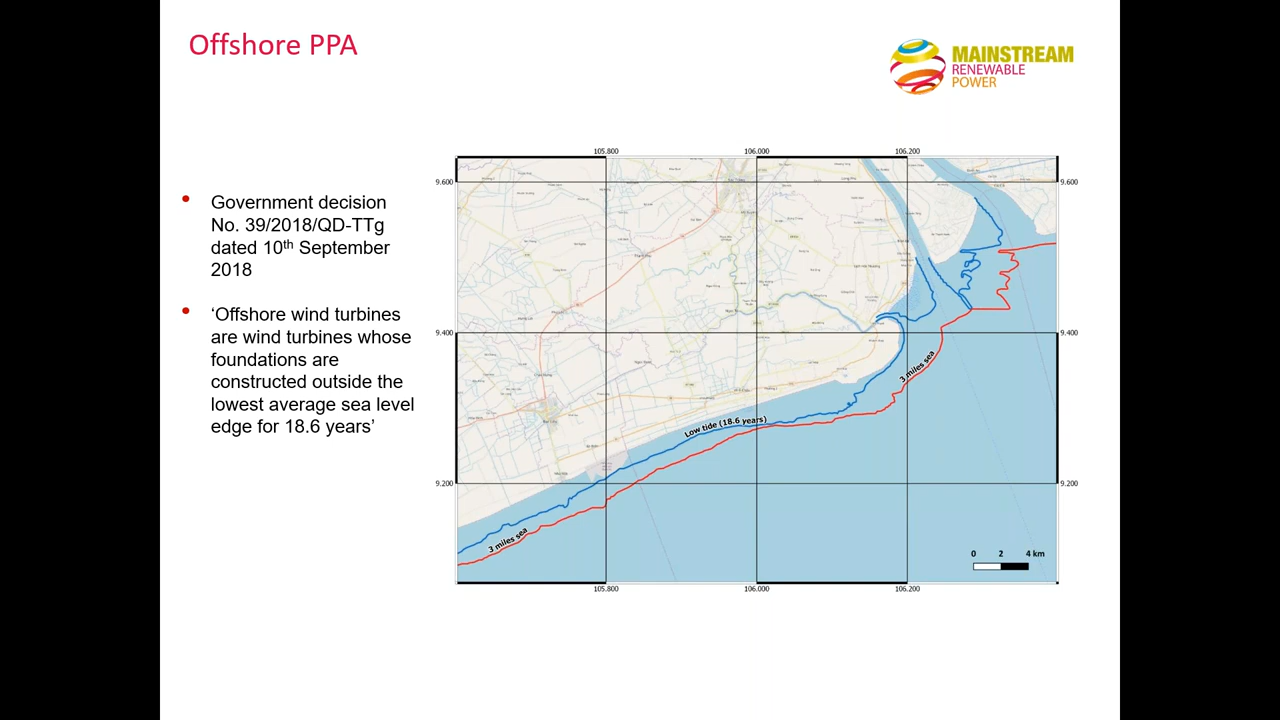 Offshore PPA
MAINSTREAM
RENEWABLE
POWER
Government decision
No. 39/2018/QD-TTg
dated 10th September
2018
‘Offshore wind turbines
are wind turbines whose
foundations are
constructed outside the
lowest average sea level
edge for 18.6 years’
105.800
106.000
106.200
9.600
9.600
9.400
9.400
3 miles sea
Low tide (18.6 years)
9.200
9.200
3 miles sea
0 2 4 km
105.800
106.000
106.200